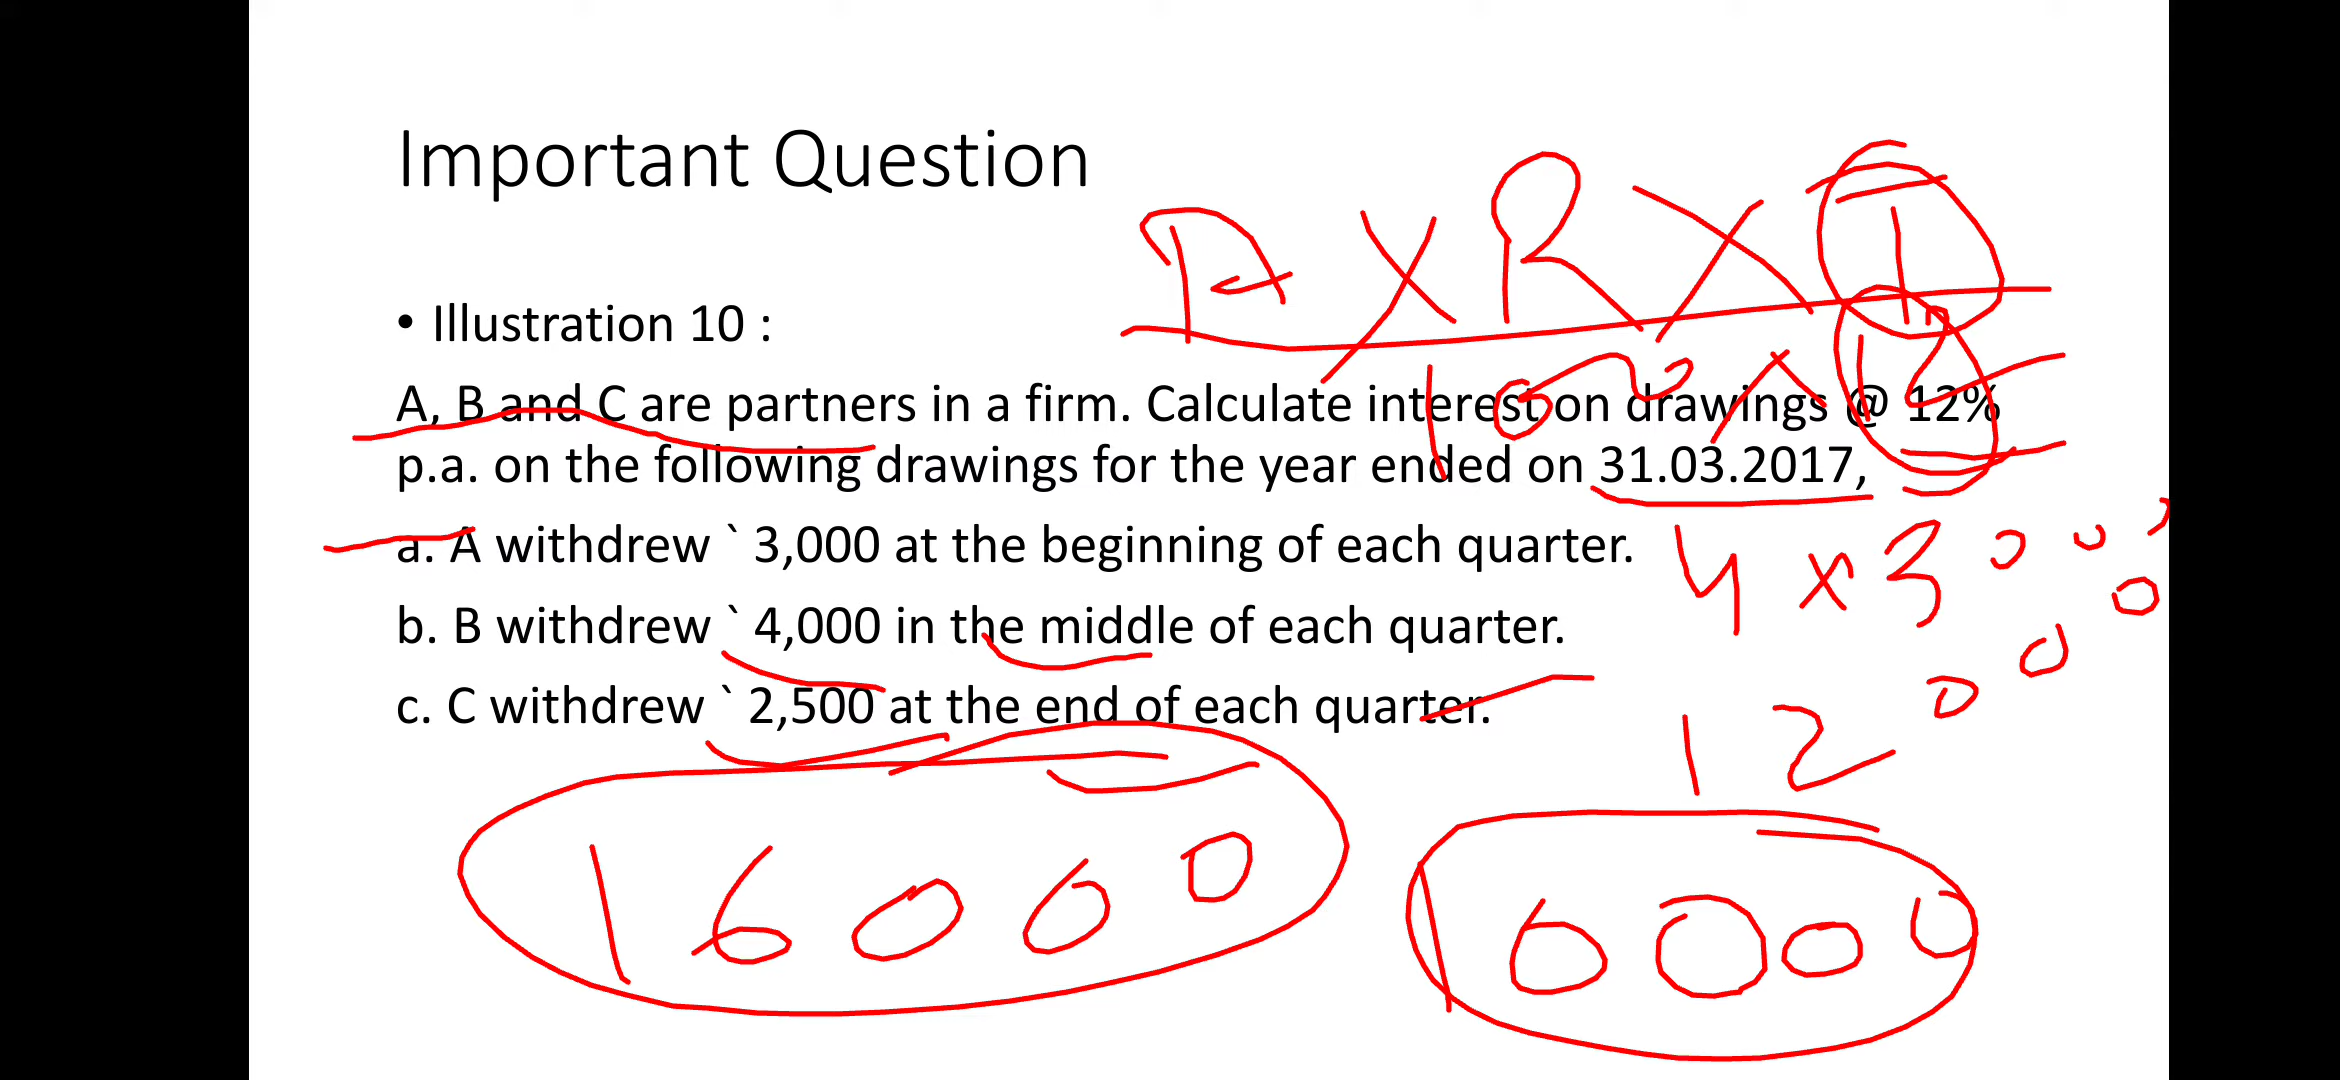 Important Question
D × R × T
100 × 12
• Illustration 10 :
A, B and C are partners in a firm. Calculate interest on drawings @ 12%
p.a. on the following drawings for the year ended on 31.03.2017,
a. A withdrew ` 3,000 at the beginning of each quarter.
4 × 3000
b. B withdrew ` 4,000 in the middle of each quarter.
c. C withdrew ` 2,500 at the end of each quarter.
12000
16000
10000